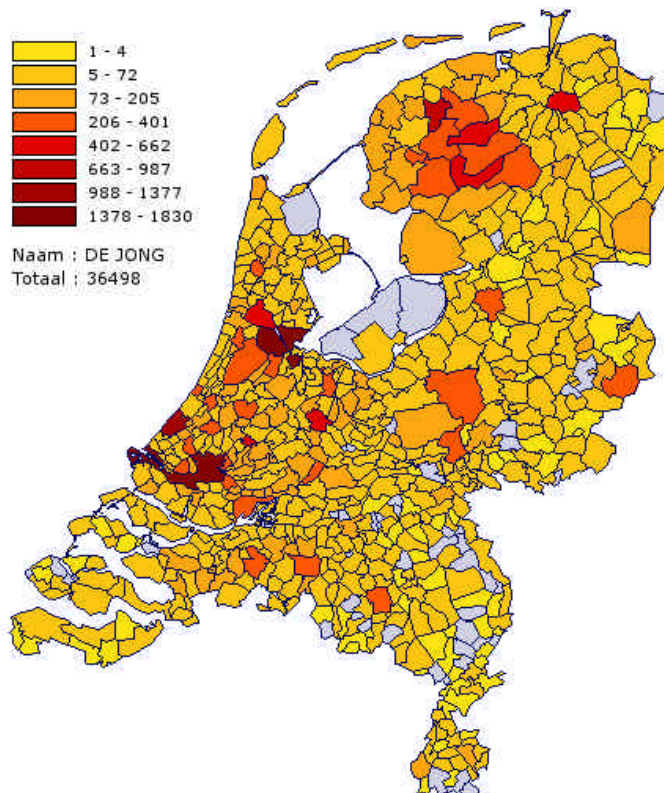 1 - 4
5 - 72
73 - 205
206 - 401
402 - 662
663 - 987
988 - 1377
1378 - 1830
Naam : DE JONG
Totaal : 36498